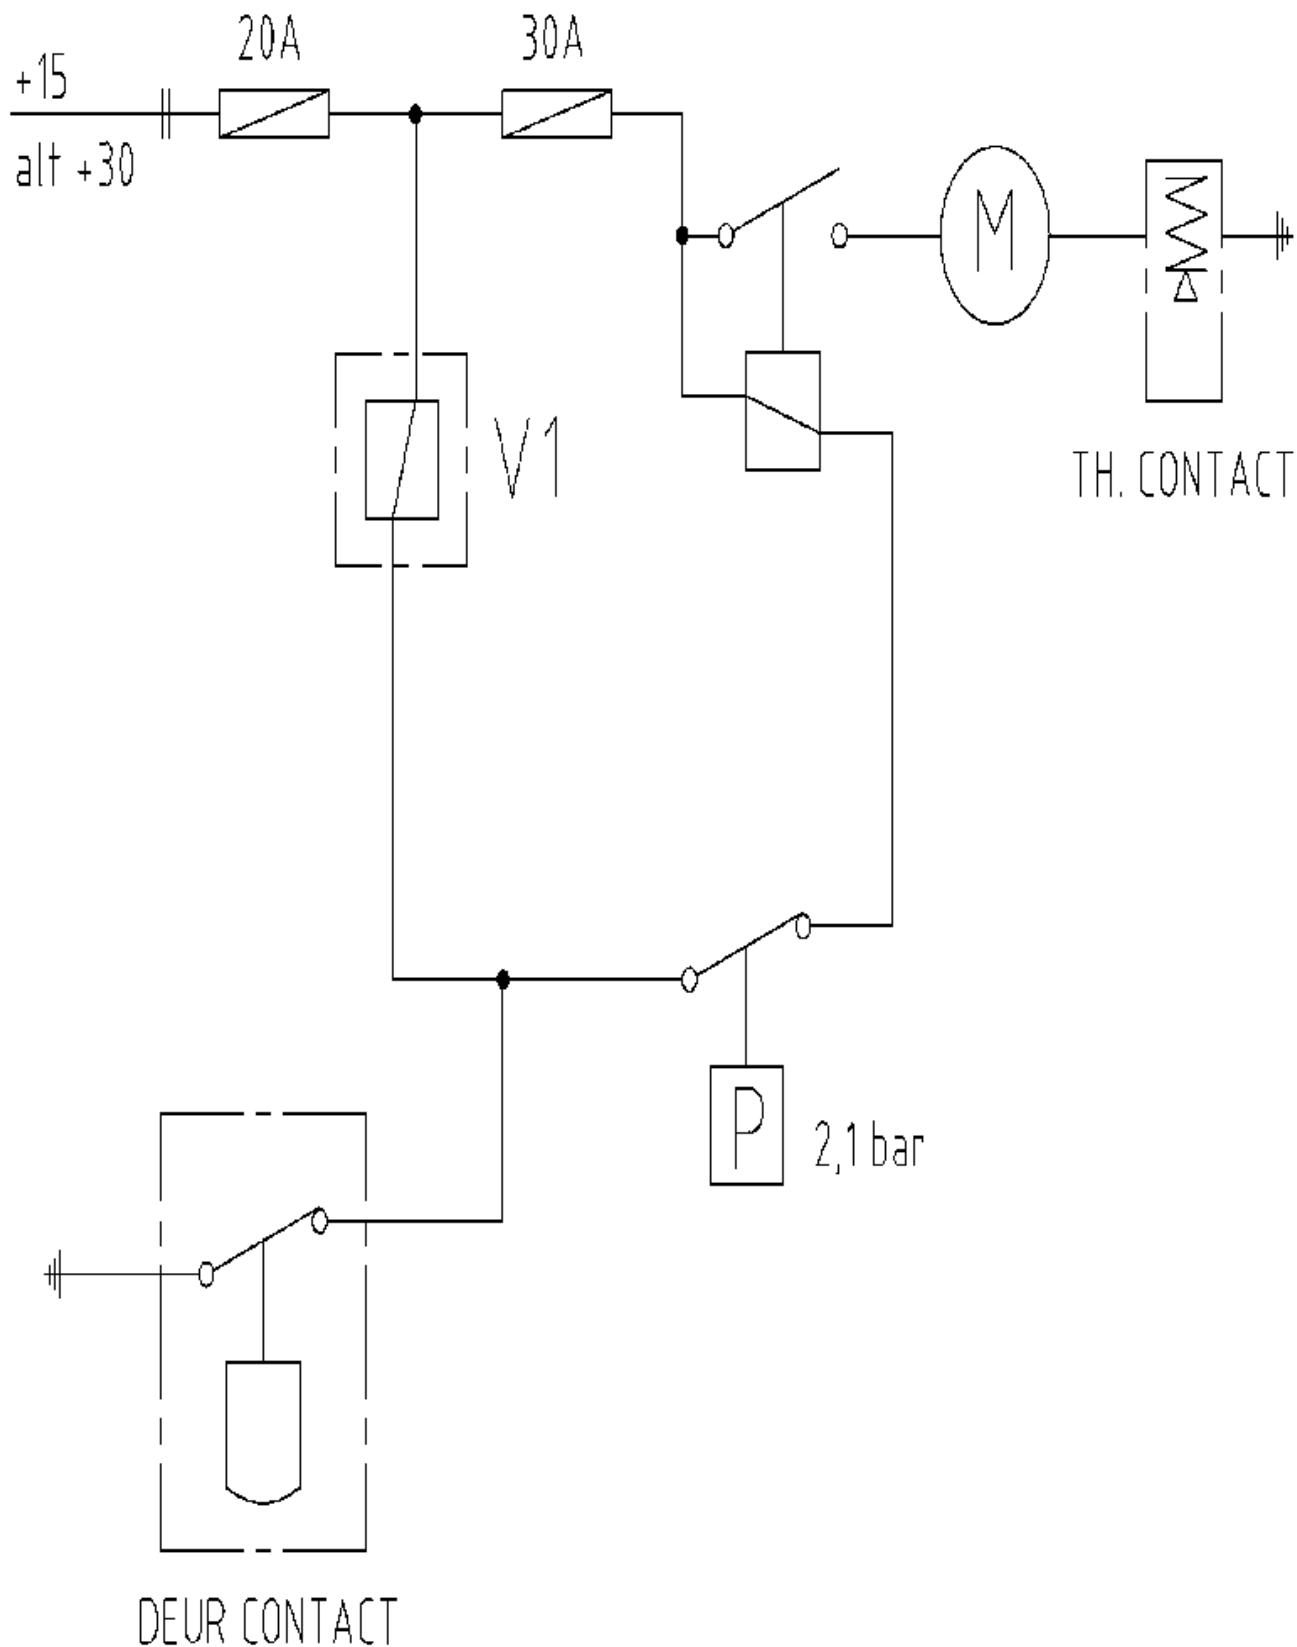 20A
30A
+15
alt +30
M
V1
TH. CONTACT
P
2,1 bar
DEUR CONTACT